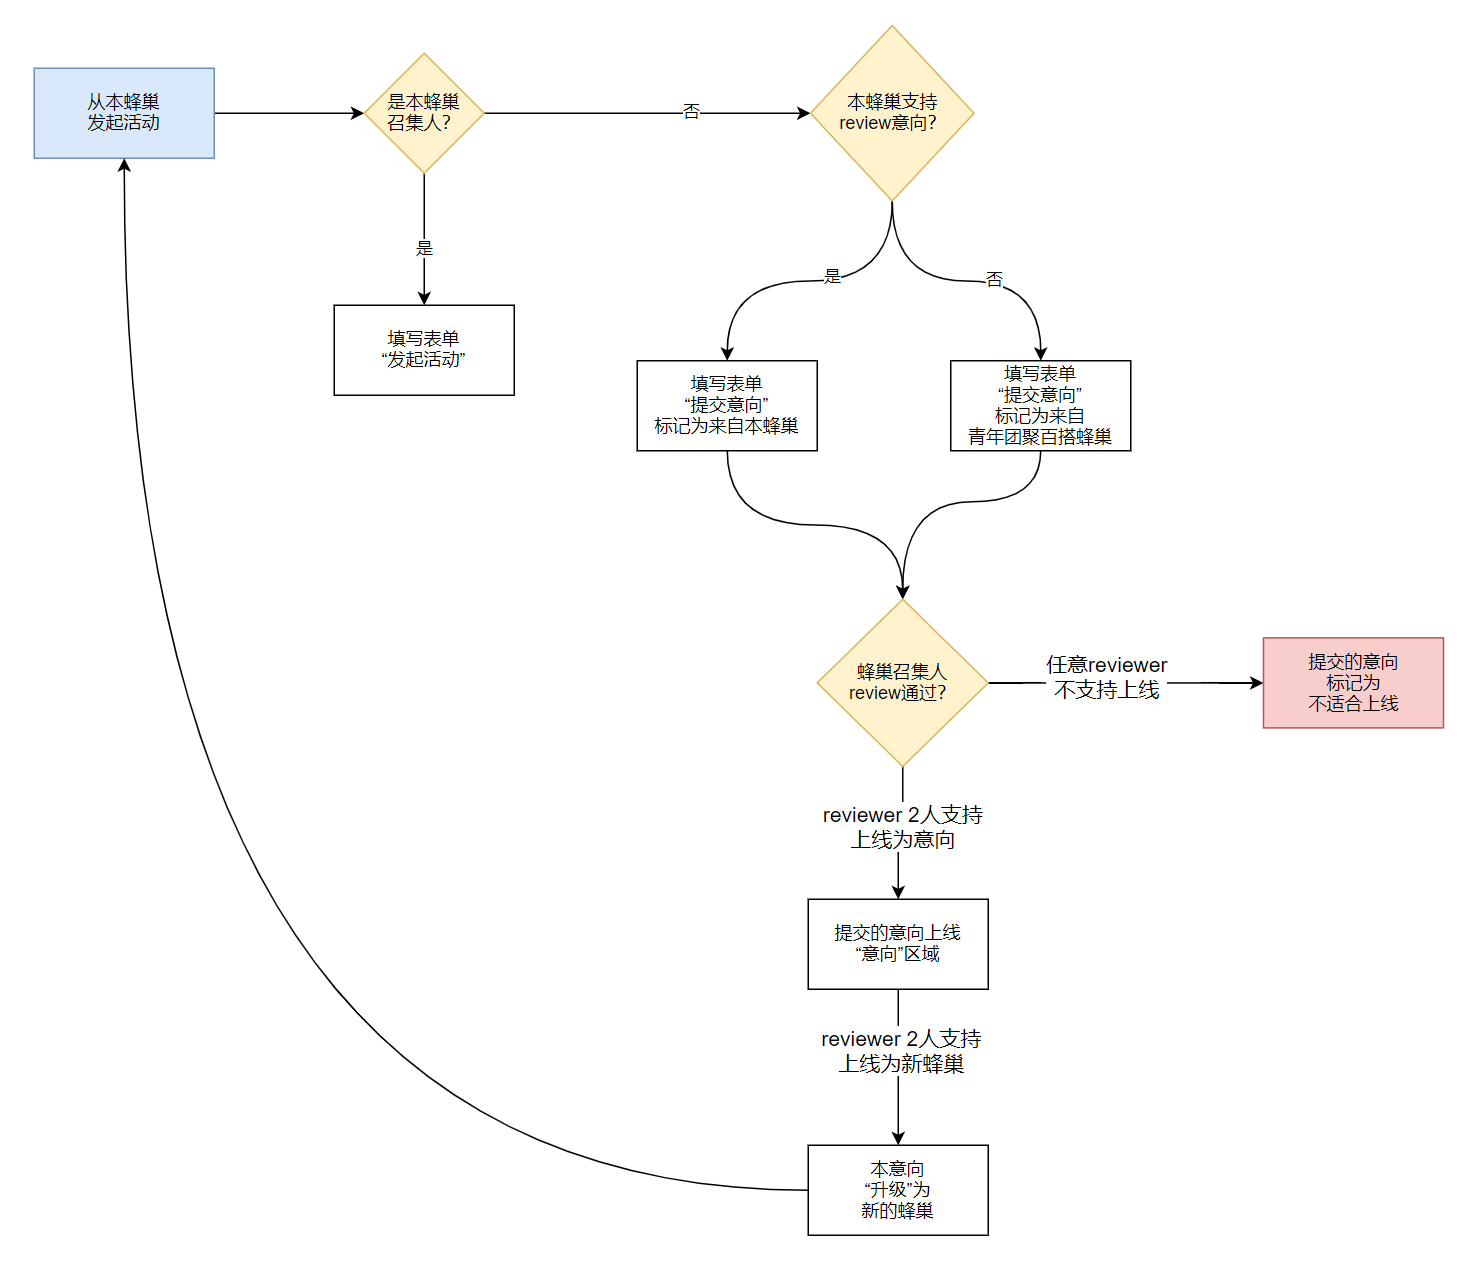 从本蜂巢
发起活动
是本蜂巢
召集人?
否
本蜂巢支持
review意向?
是
填写表单
“发起活动”
是
否
填写表单
“提交意向”
标记为来自本蜂巢
填写表单
“提交意向”
标记为来自
青年团聚百搭蜂巢
蜂巢召集人
review通过?
任意reviewer
不支持上线
提交的意向
标记为
不适合上线
reviewer 2人支持
上线为意向
提交的意向上线
“意向”区域
reviewer 2人支持
上线为新蜂巢
本意向
“升级”为
新的蜂巢